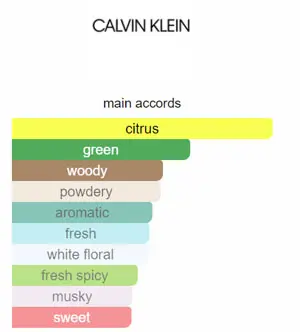 CALVIN KLEIN
main accords
citrus
green
woody
powdery
aromatic
fresh
white floral
fresh spicy
musky
sweet